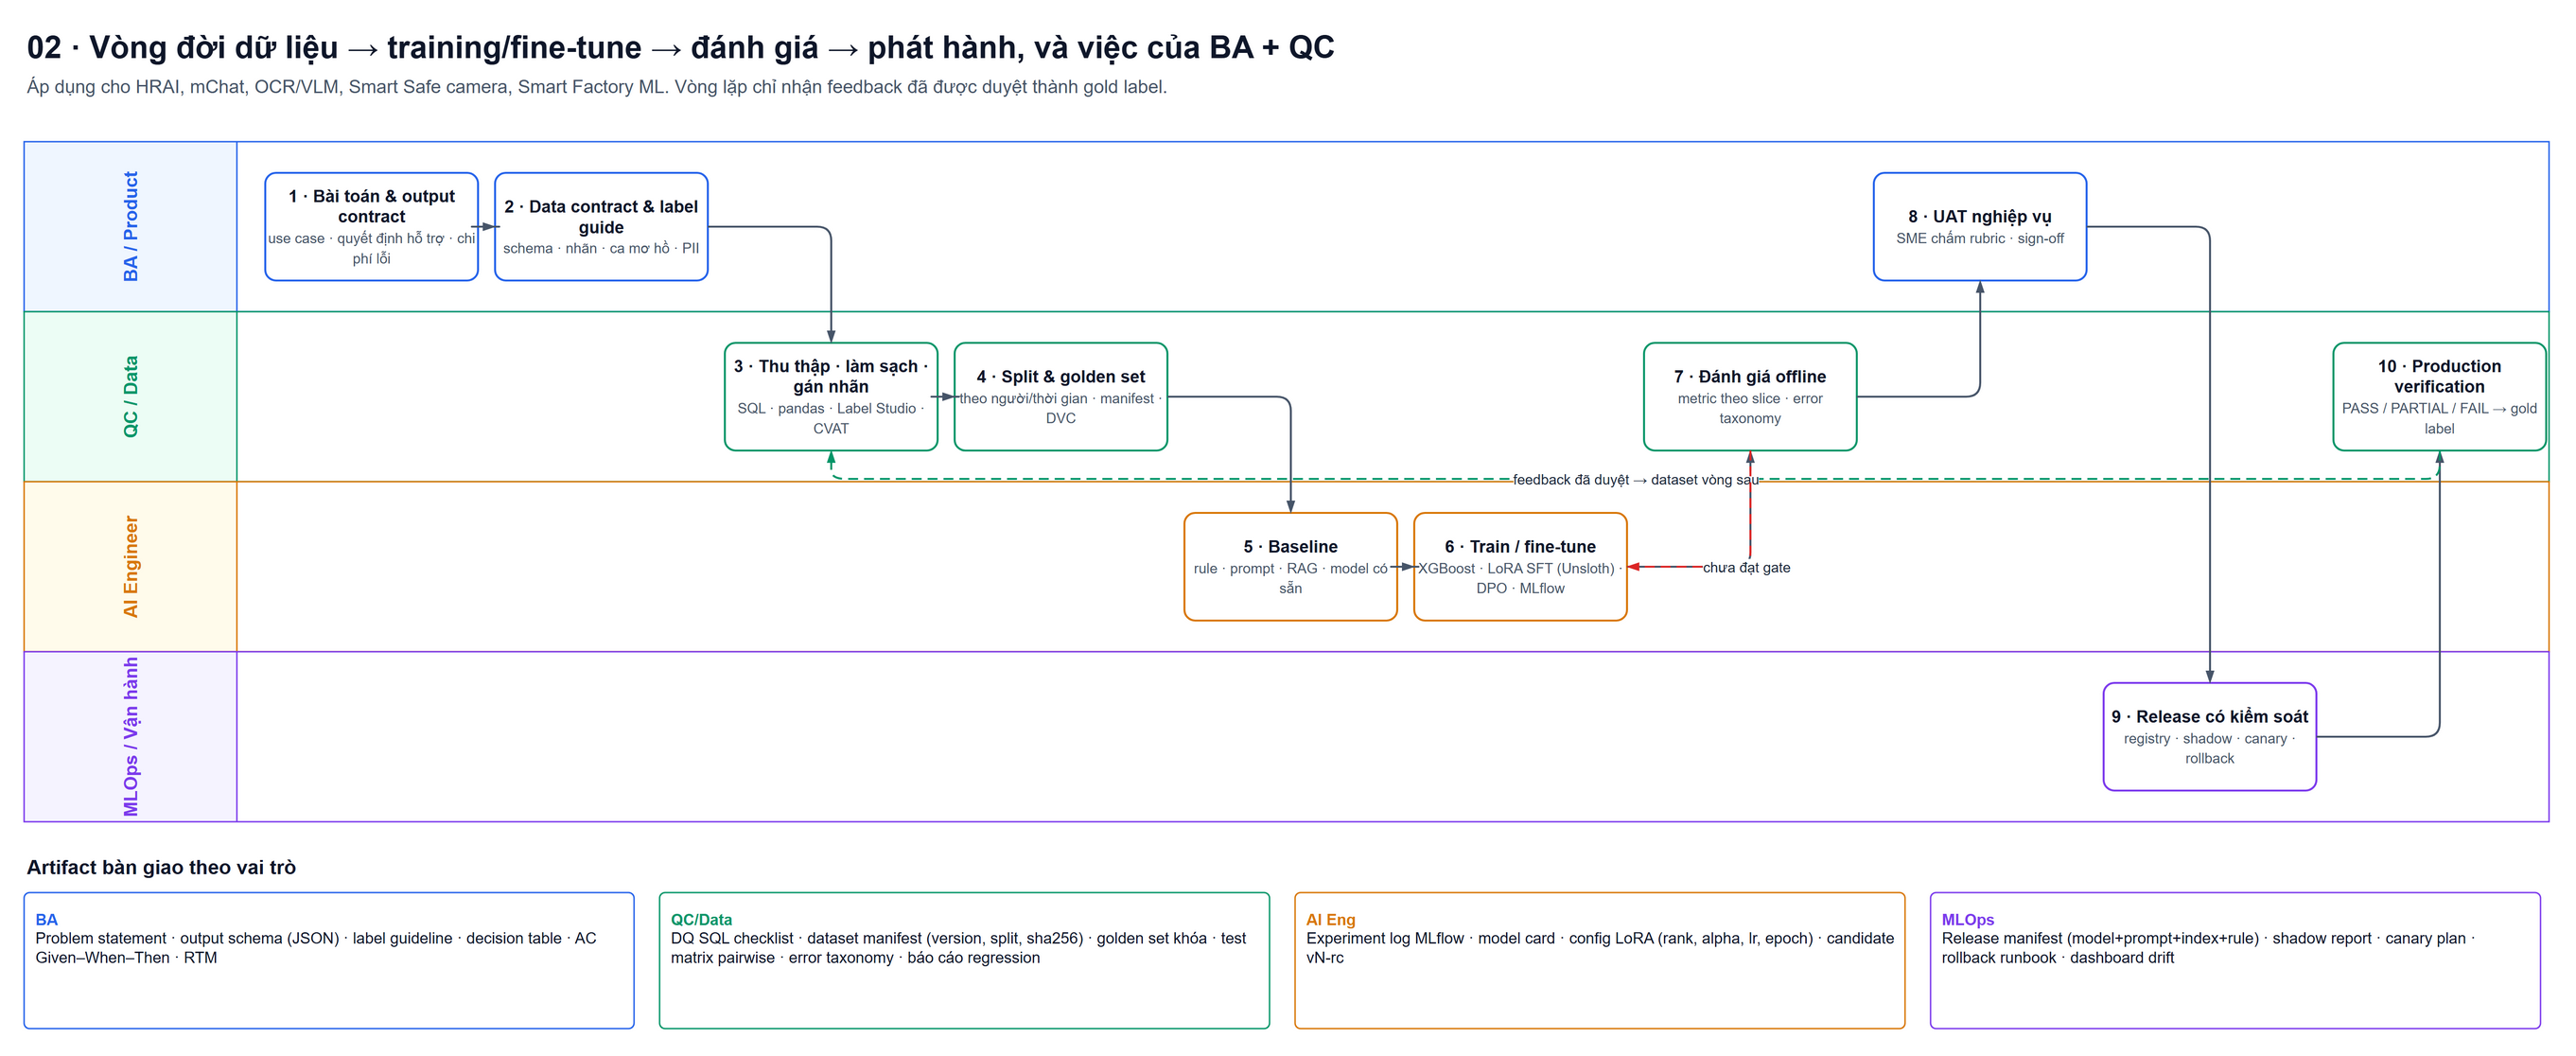 02 · Vòng đời dữ liệu → training/fine-tune → đánh giá → phát hành, và việc của BA + QC
Áp dụng cho HRAI, mChat, OCR/VLM, Smart Safe camera, Smart Factory ML. Vòng lặp chỉ nhận feedback đã được duyệt thành gold label.
BA / Product
1 · Bài toán & output
contract
use case · quyết định hỗ trợ · chi
phí lỗi
2 · Data contract & label
guide
schema · nhãn · ca mơ hồ · PII
8 · UAT nghiệp vụ
SME chấm rubric · sign-off
QC / Data
3 · Thu thập · làm sạch ·
gán nhãn
SQL · pandas · Label Studio ·
CVAT
4 · Split & golden set
theo người/thời gian · manifest ·
DVC
7 · Đánh giá offline
metric theo slice · error
taxonomy
10 · Production
verification
PASS / PARTIAL / FAIL → gold
label
feedback đã duyệt → dataset vòng sau
AI Engineer
5 · Baseline
rule · prompt · RAG · model có
sẵn
6 · Train / fine-tune
XGBoost · LoRA SFT (Unsloth) ·
DPO · MLflow
chưa đạt gate
MLOps / Vận hành
9 · Release có kiểm soát
registry · shadow · canary ·
rollback
Artifact bàn giao theo vai trò
BA
Problem statement · output schema (JSON) · label guideline · decision table · AC
Given–When–Then · RTM
QC/Data
DQ SQL checklist · dataset manifest (version, split, sha256) · golden set khóa · test
matrix pairwise · error taxonomy · báo cáo regression
AI Eng
Experiment log MLflow · model card · config LoRA (rank, alpha, lr, epoch) · candidate
vN-rc
MLOps
Release manifest (model+prompt+index+rule) · shadow report · canary plan ·
rollback runbook · dashboard drift